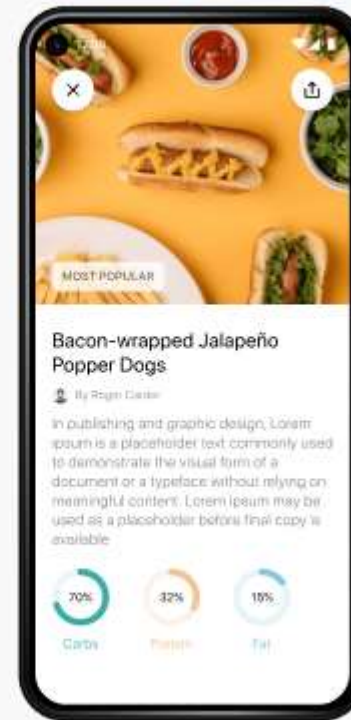 MOST POPULAR
Bacon-wrapped Jalapeño
Popper Dogs
By Roger
In publishing and graphic design, Lorem
ipsum is a placeholder text commonly used
to demonstrate the visual form of a
document or a typeface without relying on
meaningful content. Lorem ipsum may be
used as a placeholder before final copy is
available
70% 32% 15%
Carbs Protein Fat